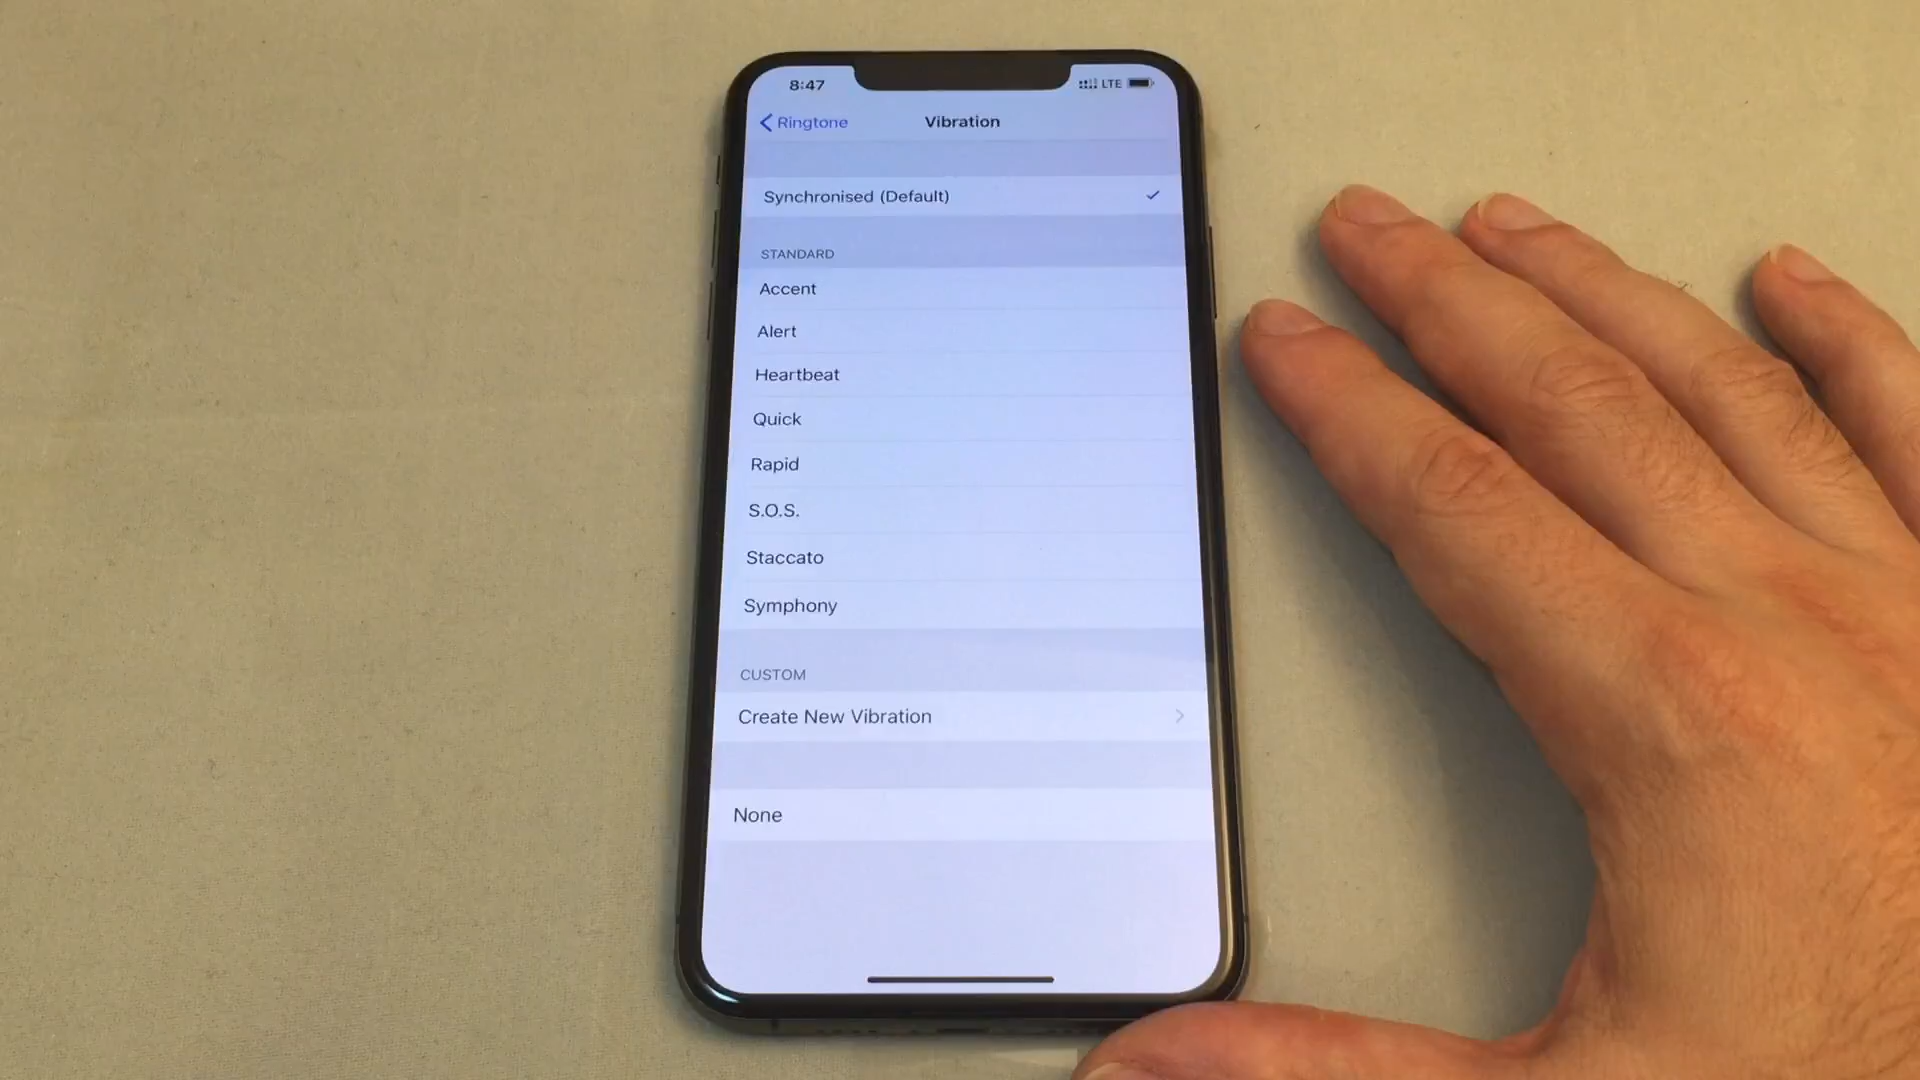 8:47
LTE
Ringtone
Vibration
Synchronised (Default)
STANDARD
Accent
Alert
Heartbeat
Quick
Rapid
S.O.S.
Staccato
Symphony
CUSTOM
Create New Vibration
None